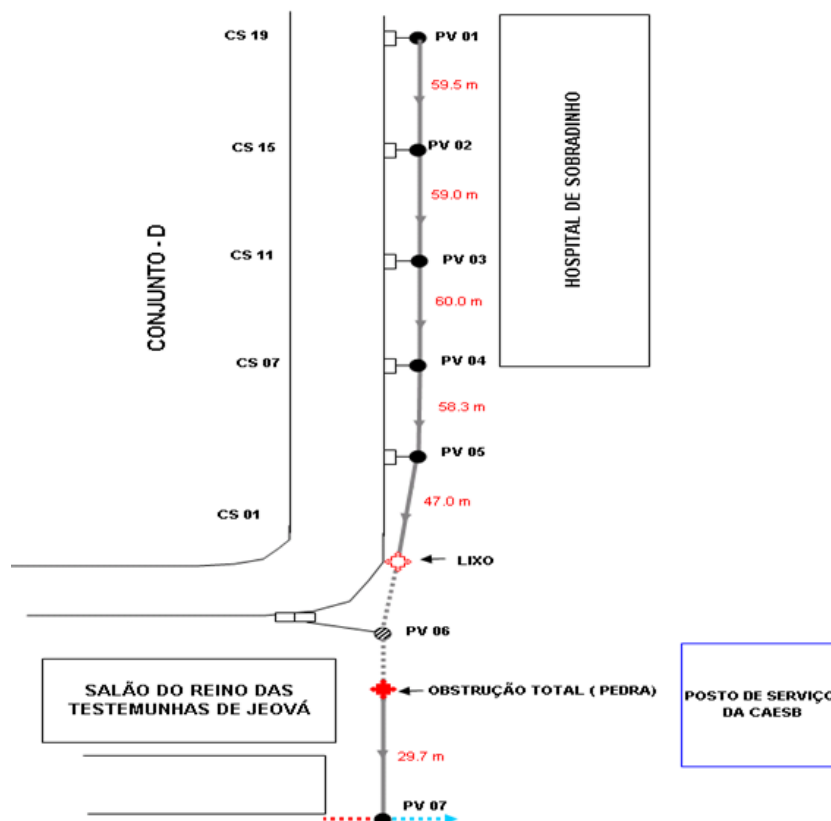 CS 19
PV 01
59.5 m
CS 15
PV 02
59.0 m
HOSPITAL DE SOBRADINHO
CONJUNTO - D
CS 11
PV 03
60.0 m
CS 07
PV 04
58.3 m
PV 05
47.0 m
CS 01
LIXO
PV 06
SALÃO DO REINO DAS
TESTEMUNHAS DE JEOVÁ
OBSTRUÇÃO TOTAL ( PEDRA)
POSTO DE SERVIÇO
DA CAESB
29.7 m
PV 07